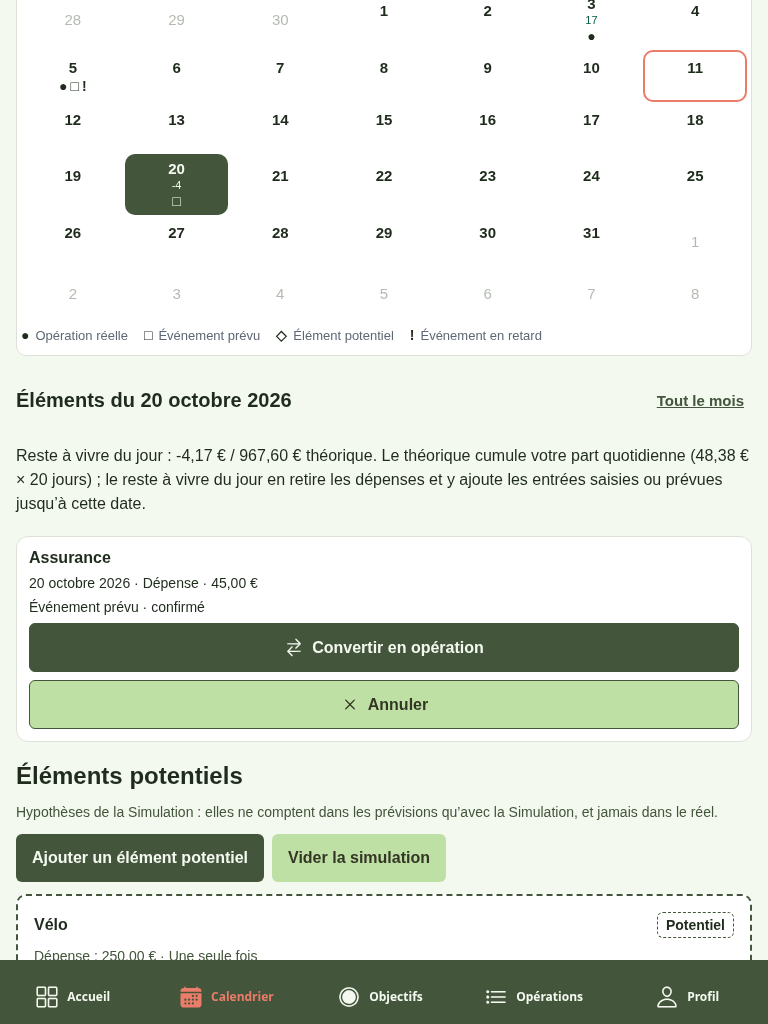 28 29 30 1 2 3 4
17
●
5 6 7 8 9 10 11
● □ !
12 13 14 15 16 17 18
19 20 21 22 23 24 25
-4
□
26 27 28 29 30 31 1
2 3 4 5 6 7 8
● Opération réelle □ Événement prévu ◇ Élément potentiel ! Événement en retard
Éléments du 20 octobre 2026 Tout le mois
Reste à vivre du jour : -4,17 € / 967,60 € théorique. Le théorique cumule votre part quotidienne (48,38 €
× 20 jours) ; le reste à vivre du jour en retire les dépenses et y ajoute les entrées saisies ou prévues
jusqu’à cette date.
Assurance
20 octobre 2026 · Dépense · 45,00 €
Événement prévu · confirmé
Convertir en opération
Annuler
Éléments potentiels
Hypothèses de la Simulation : elles ne comptent dans les prévisions qu’avec la Simulation, et jamais dans le réel.
Ajouter un élément potentiel Vider la simulation
Vélo Potentiel
Dépense : 250,00 € · Une seule fois
Accueil Calendrier Objectifs Opérations Profil